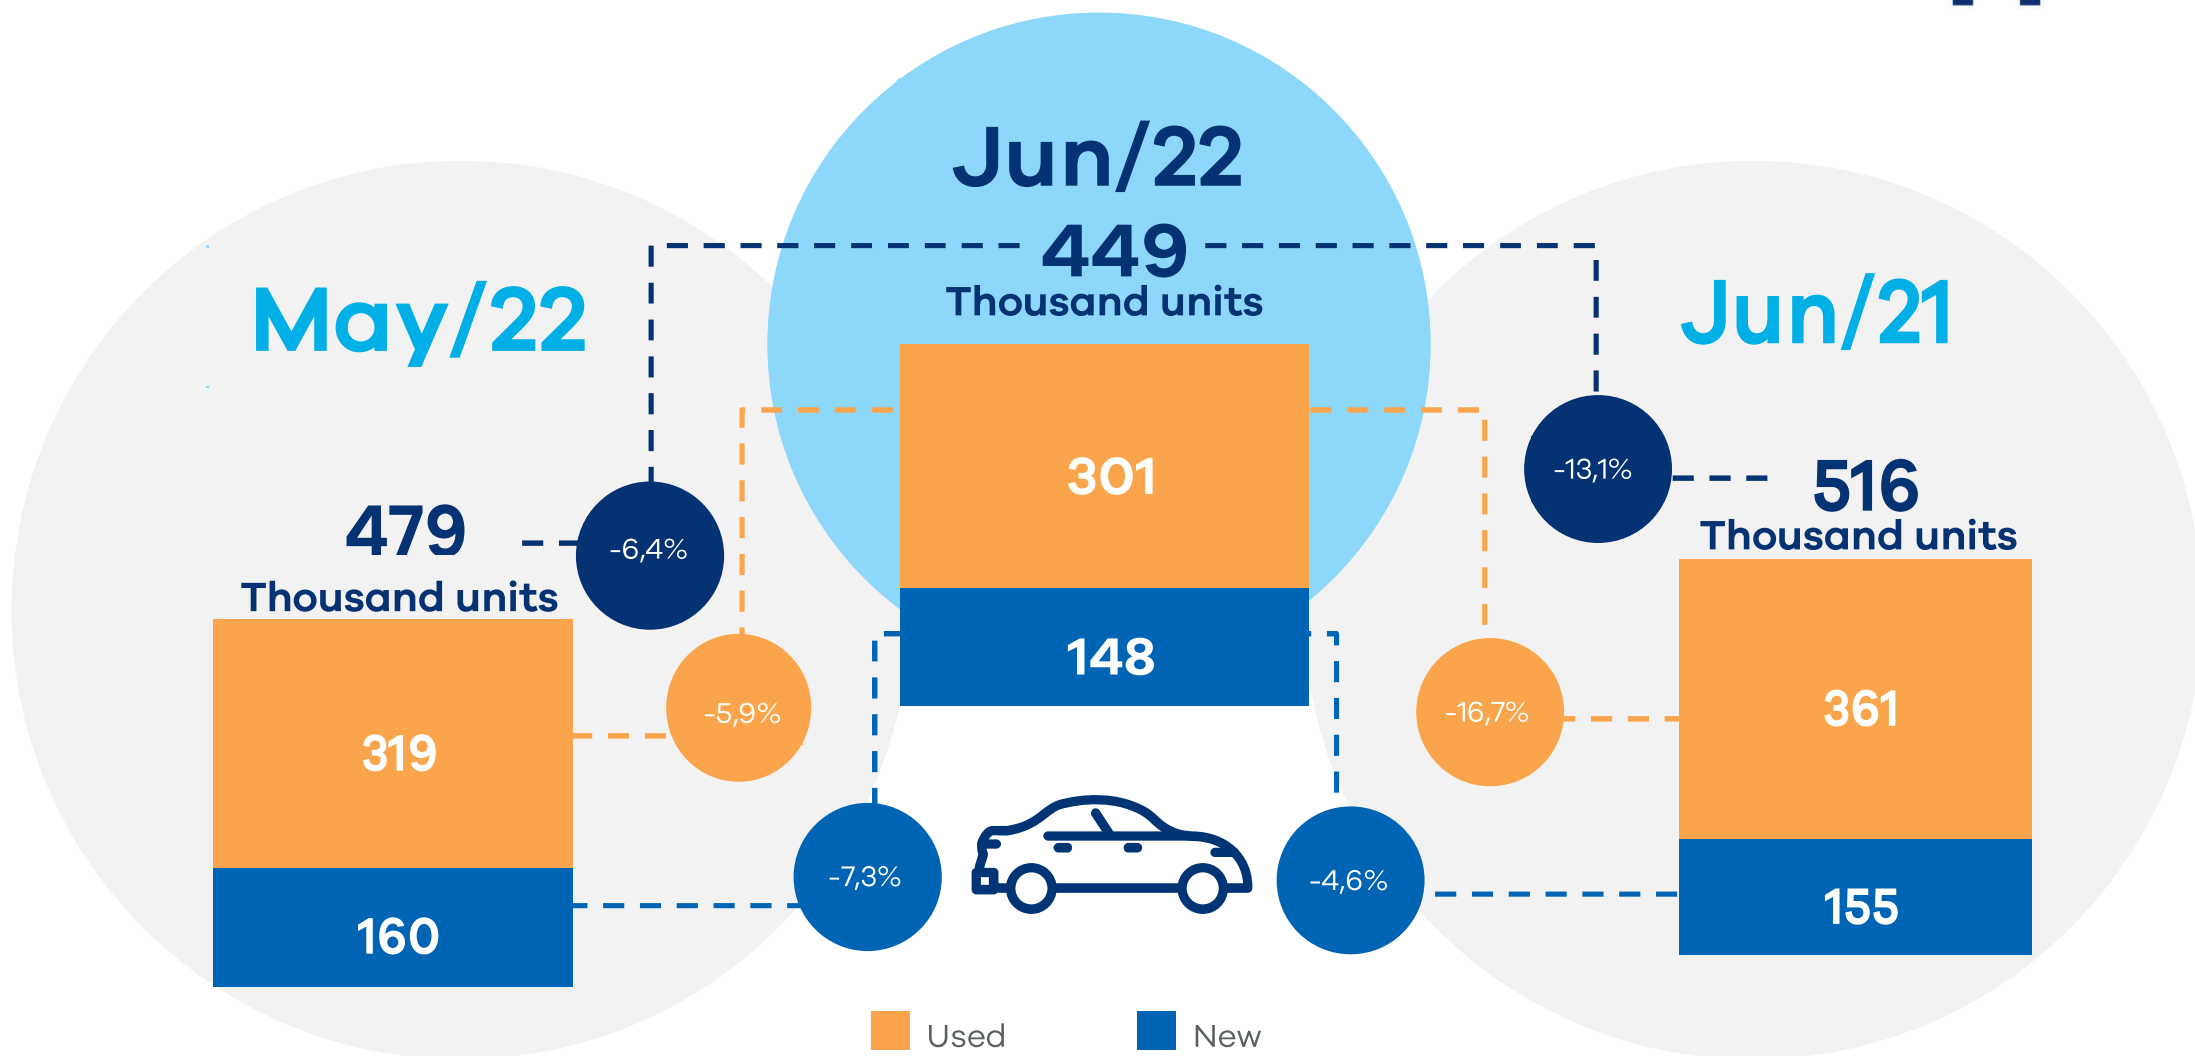 Jun/22
449
Thousand units
May/22
Jun/21
479
Thousand units
-6,4%
-13,1%
516
Thousand units
301
148
319
160
-5,9%
-7,3%
-16,7%
-4,6%
361
155
Used
New